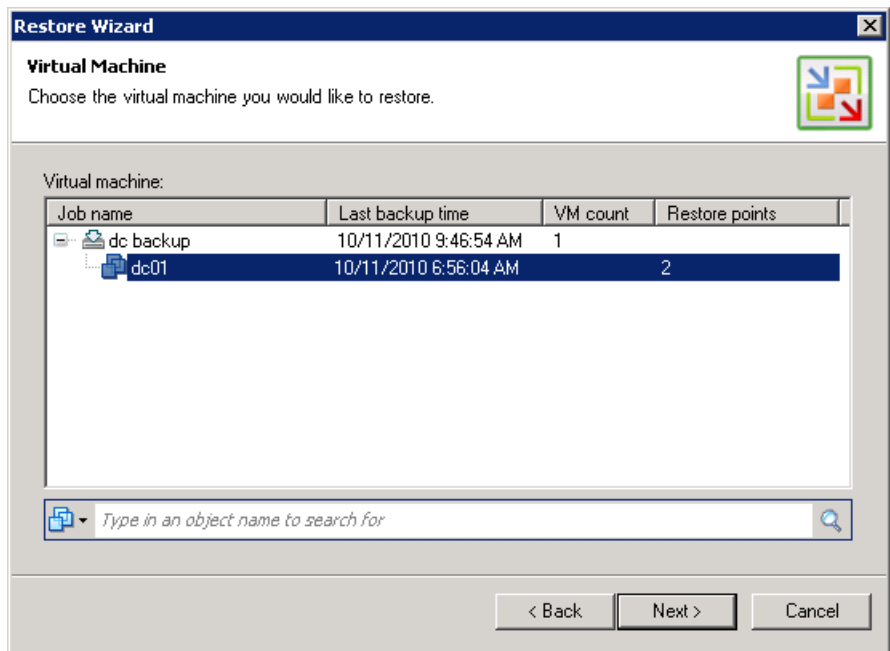 Restore Wizard
Virtual Machine
Choose the virtual machine you would like to restore.
Virtual machine:
Job name Last backup time VM count Restore points
dc backup 10/11/2010 9:46:54 AM 1
dc01 10/11/2010 6:56:04 AM 2
Type in an object name to search for
< Back Next > Cancel